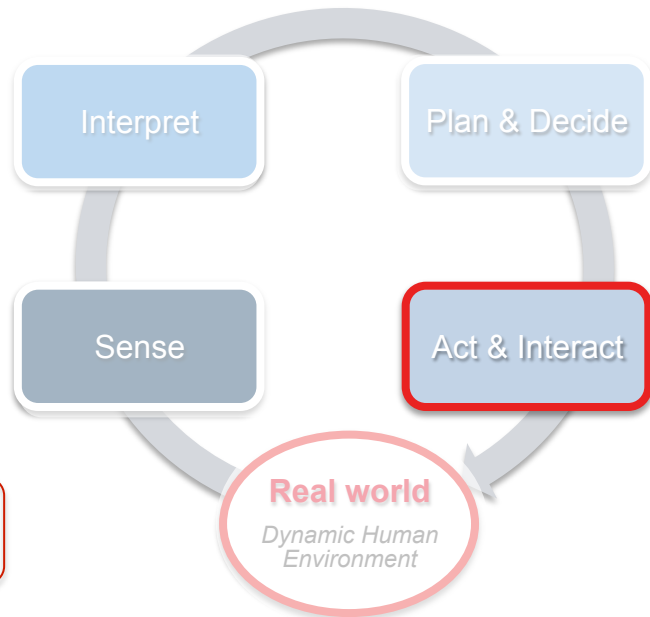 Interpret
Plan & Decide
Sense
Act & Interact
Real world
Dynamic Human
Environment